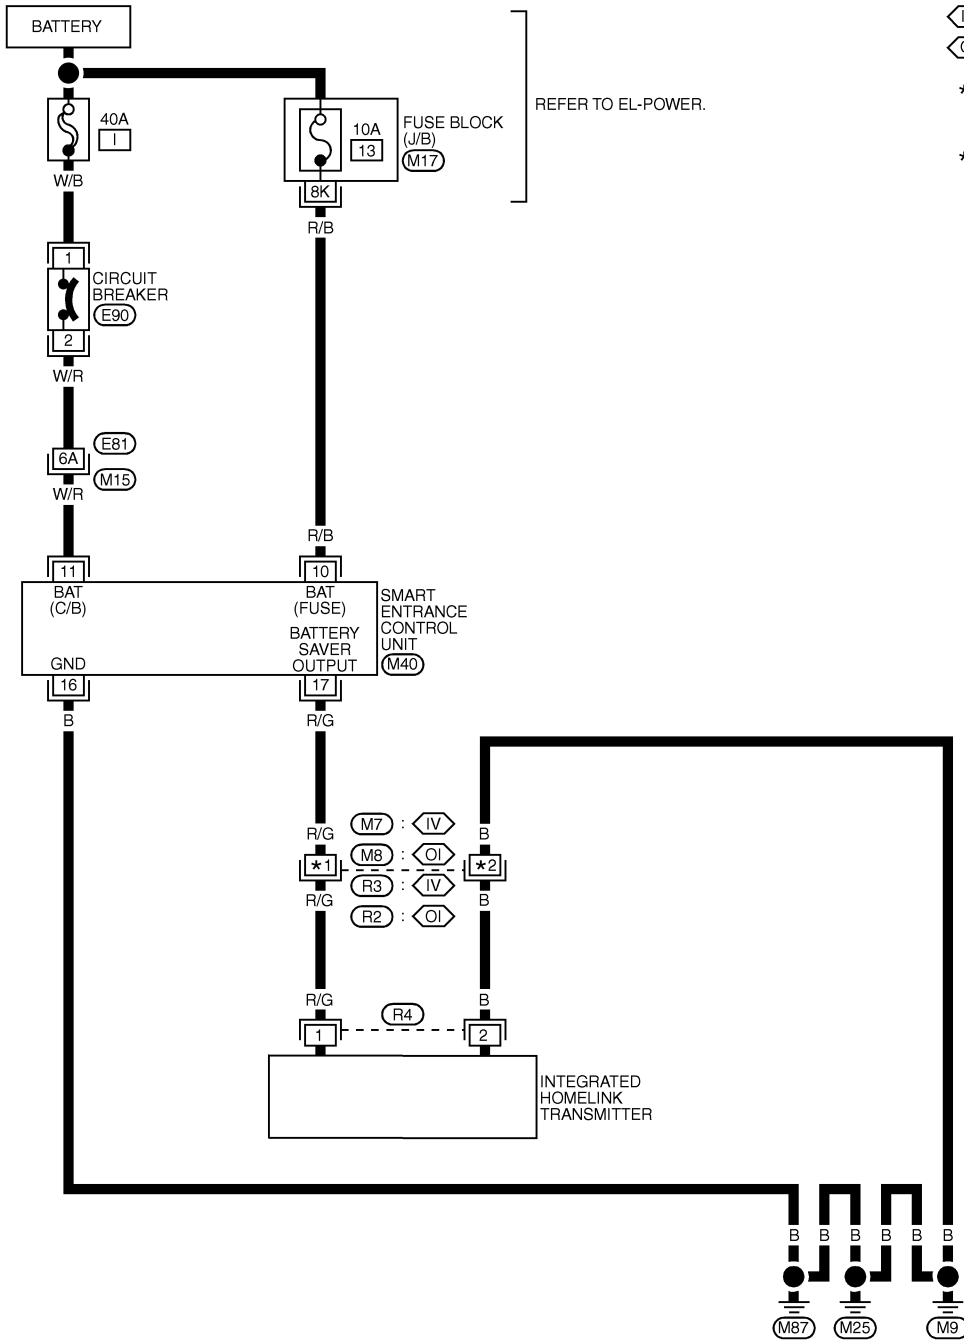 BATTERY
I
*
*
40A
I
10A
13
FUSE BLOCK
(J/B)
M17
REFER TO EL-POWER.
W/B
8K
R/B
1
CIRCUIT
BREAKER
E90
2
W/R
E81
6A
M15
W/R
R/B
11
10
BAT
(C/B)
BAT
(FUSE)
SMART
ENTRANCE
CONTROL
UNIT
M40
BATTERY
SAVER
OUTPUT
GND
16
17
B
R/G
M7 : IV
R/G
B
M8 : OI
*1
*2
R3 : IV
R/G
B
R2 : OI
R/G
R4
B
1
2
INTEGRATED
HOMELINK
TRANSMITTER
B B B B B B
M87
M25
M9